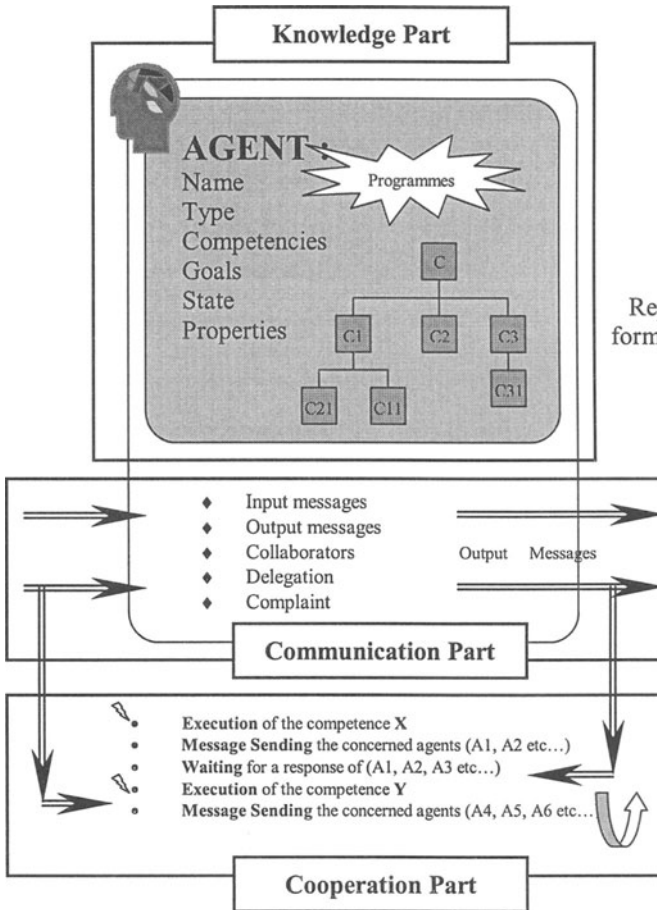 Knowledge Part
AGENT :
Programmes
Name
Type
Competencies
Goals
State
Properties
C
C1 C2 C3
C21 C11 C31
Re
form
Input messages
Output messages
Collaborators
Output Messages
Delegation
Complaint
Communication Part
Execution of the competence X
Message Sending the concerned agents (A1, A2 etc…)
Waiting for a response of (A1, A2, A3 etc…)
Execution of the competence Y
Message Sending the concerned agents (A4, A5, A6 etc…
Cooperation Part